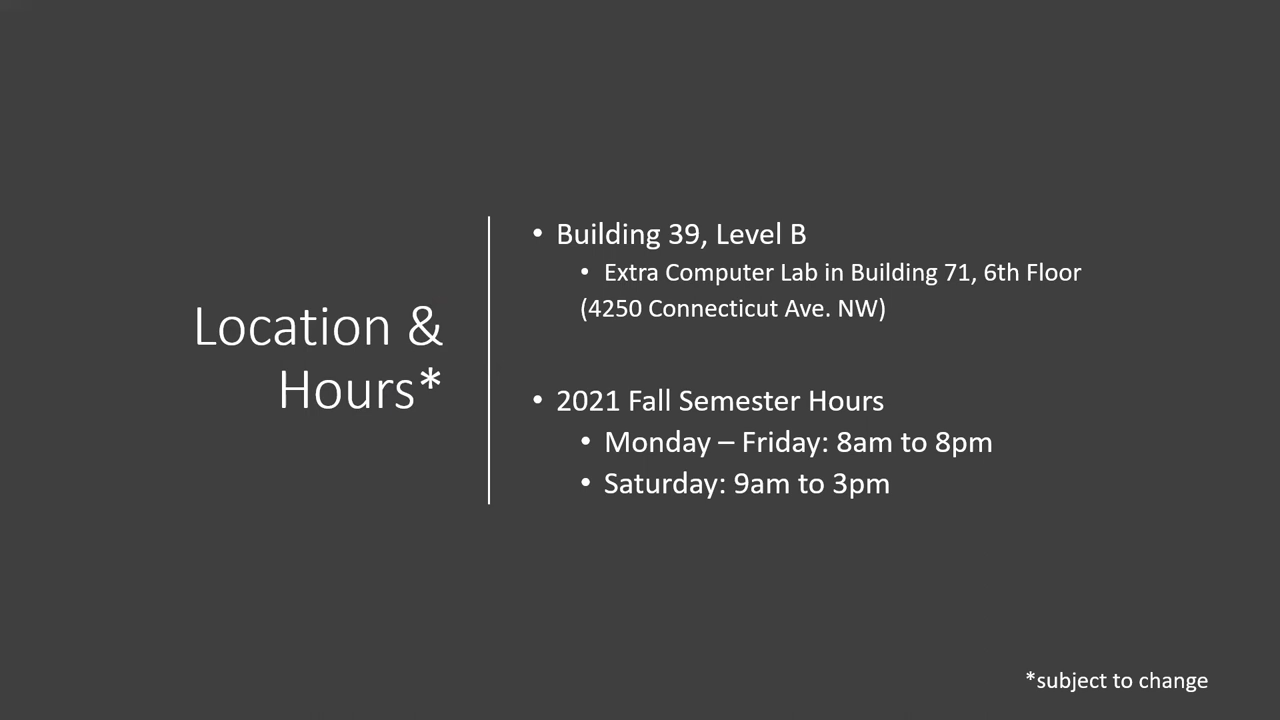 Location &
Hours*
• Building 39, Level B
• Extra Computer Lab in Building 71, 6th Floor
(4250 Connecticut Ave. NW)
• 2021 Fall Semester Hours
• Monday – Friday: 8am to 8pm
• Saturday: 9am to 3pm
*subject to change